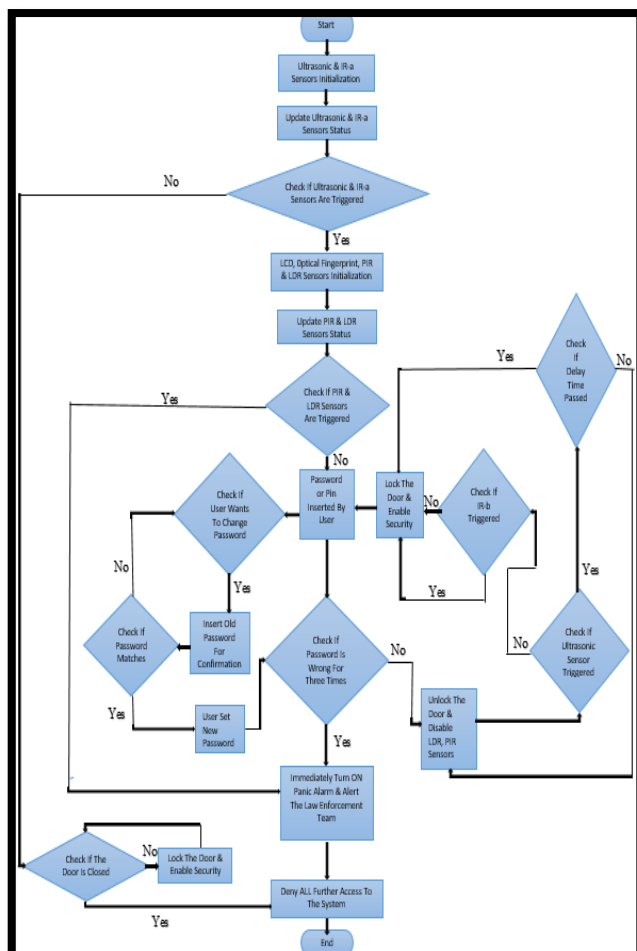 Start
Ultrasonic & IR-a
Sensors Initialization
Update Ultrasonic & IR-a
Sensors Status
No
Check If Ultrasonic & IR-a
Sensors Are Triggered
Yes
LCD, Optical Fingerprint, PIR
& LDR Sensors Initialization
Update PIR & LDR
Sensors Status
Check
If
Delay
Time
Passed
Yes
No
Yes
Check If PIR &
LDR Sensors
Are Triggered
No
Check If
User Wants
To Change
Password
Password
or Pin
Inserted By
User
Lock The
Door &
Enable
Security
No
Check If
IR-b
Triggered
No
Yes
Yes
Yes
Check If
Password
Matches
Insert Old
Password
For
Confirmation
Check If
Password Is
Wrong For
Three Times
No
No
Check If
Ultrasonic
Sensor
Triggered
Yes
User Set
New
Password
Unlock The
Door &
Disable
LDR, PIR
Sensors
Yes
Immediately Turn ON
Panic Alarm & Alert
The Law Enforcement
Team
Check If The
Door Is Closed
No
Lock The Door &
Enable Security
Yes
Deny ALL Further Access To
The System
End